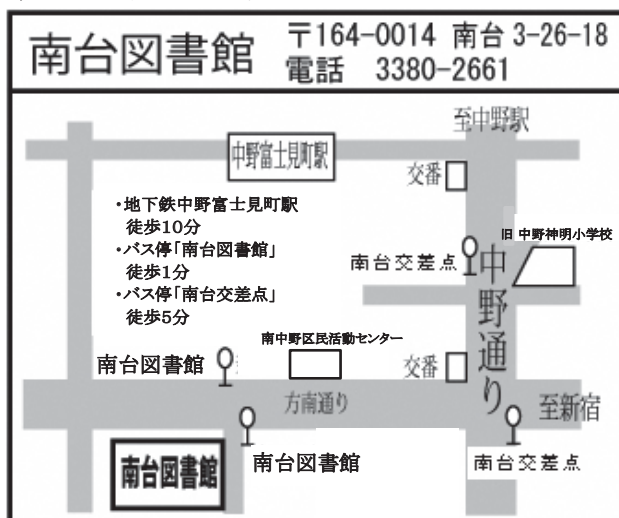 南台図書館
〒164-0014 南台 3-26-18
電話 3380-2661
至中野駅
中野富士見町駅
交番
・地下鉄中野富士見町駅
徒歩10分
・バス停「南台図書館」
徒歩1分
・バス停「南台交差点」
徒歩5分
旧 中野神明小学校
南台交差点
中野通り
南中野区民活動センター
南台図書館
交番
方南通り
至新宿
南台図書館
南台図書館
南台交差点